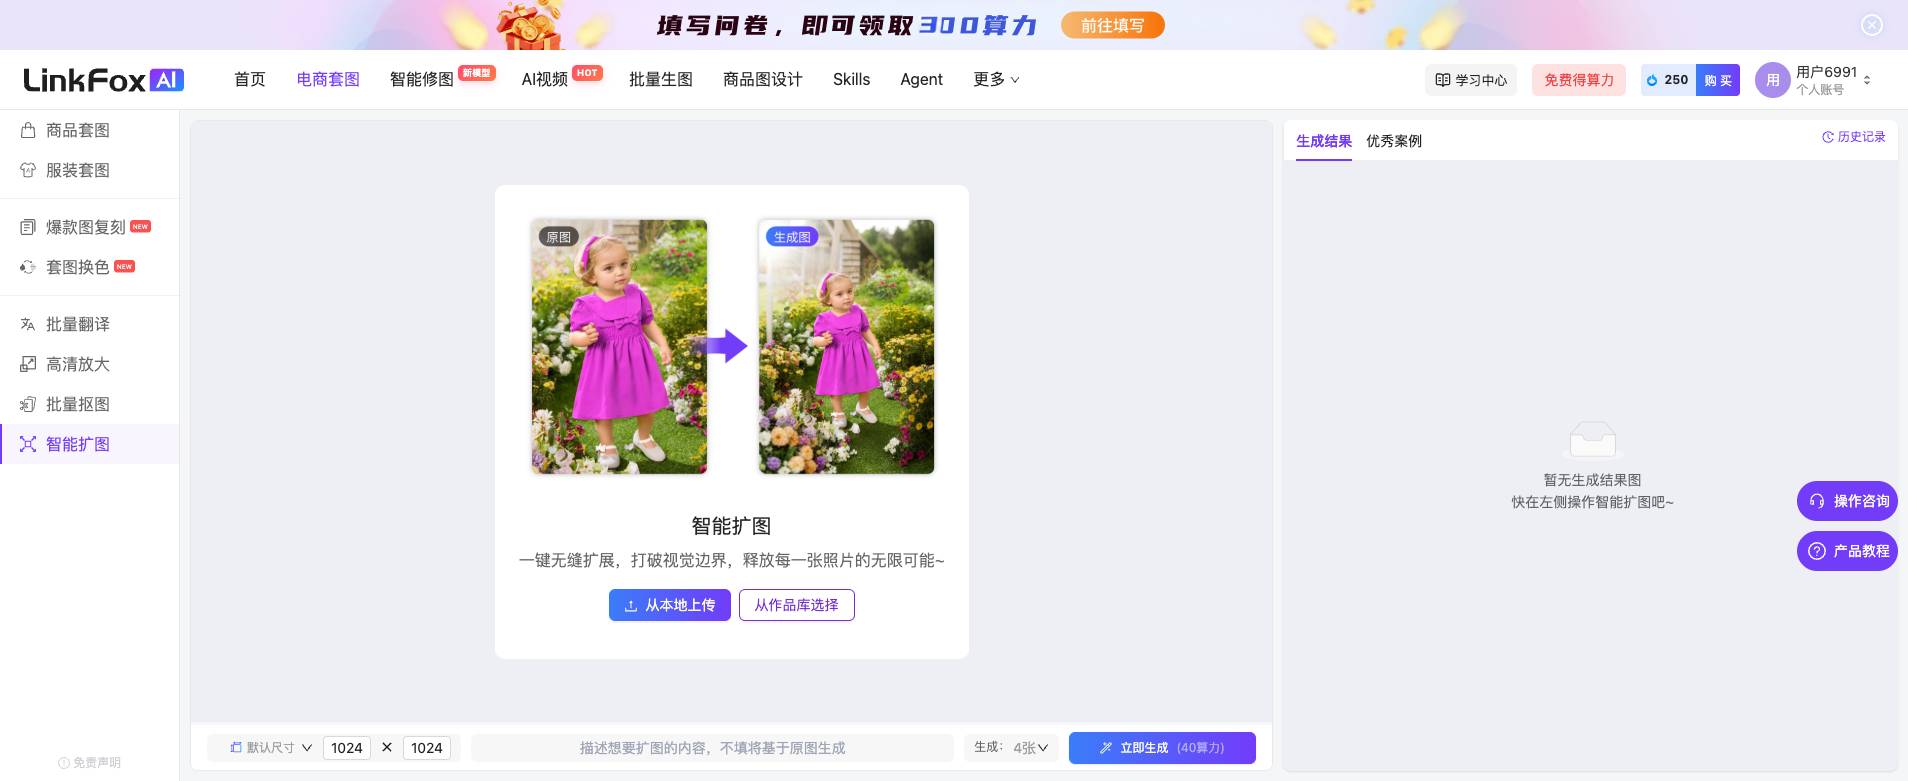 填写问卷，即可领取300算力
前往填写
LinkFox AI
首页
电商套图
智能修图
新模型
AI视频
HOT
批量生图
商品图设计
Skills
Agent
更多
学习中心
免费得算力
250
购买
用
用户6991
个人账号
商品套图
服装套图
爆款图复刻
NEW
套图换色
NEW
批量翻译
高清放大
批量抠图
智能扩图
免责声明
原图
生成图
智能扩图
一键无缝扩展，打破视觉边界，释放每一张照片的无限可能~
从本地上传
从作品库选择
默认尺寸
1024 × 1024
描述想要扩图的内容，不填将基于原图生成
生成：
4张
立即生成 (40算力)
生成结果
优秀案例
历史记录
暂无生成结果图
快在左侧操作智能扩图吧~
操作咨询
产品教程